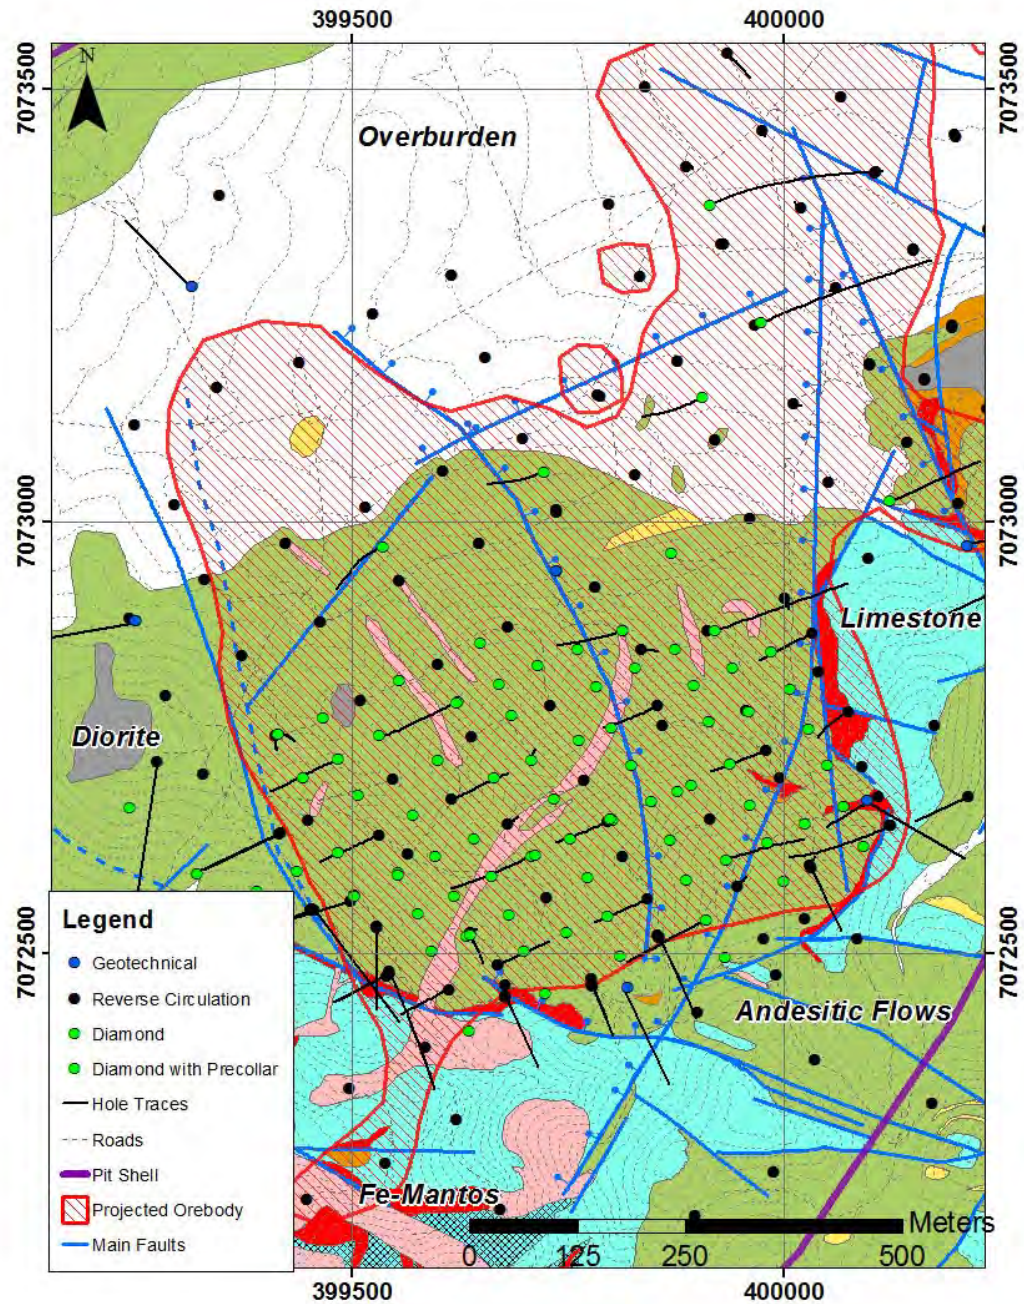 399500 400000
7073500 7073500
N
Overburden
7073000 7073000
Limestone
Diorite
7072500 7072500
Andesitic Flows
Legend
Geotechnical
Reverse Circulation
Diamond
Diamond with Precollar
Hole Traces
Roads
Pit Shell
Projected Orebody
Main Faults
Fe-Mantos
Meters
0 125 250 500
399500 400000